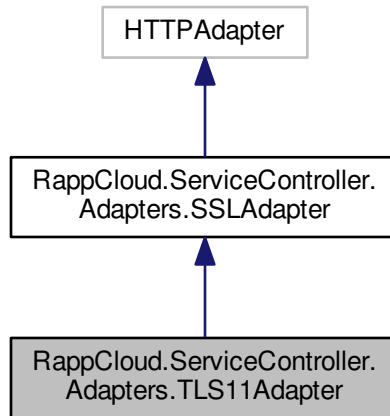 HTTPAdapter
RappCloud.ServiceController.
Adapters.SSLAdapter
RappCloud.ServiceController.
Adapters.TLS11Adapter